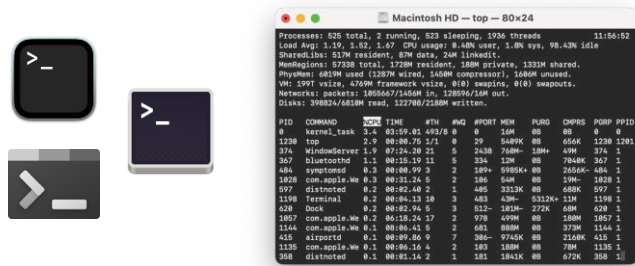 >_
>_
>_
Macintosh HD — top — 80×24
Processes: 525 total, 2 running, 523 sleeping, 1936 threads 11:56:52
Load Avg: 1.19, 1.52, 1.67 CPU usage: 0.48% user, 1.8% sys, 98.43% idle
SharedLibs: 517M resident, 87M data, 24M linkedit.
MemRegions: 57338 total, 1728M resident, 188M private, 1331M shared.
PhysMem: 6019M used (1287M wired, 1450M compressor), 1606M unused.
VM: 199T vsize, 4769M framework vsize, 0(0) swapins, 0(0) swapouts.
Networks: packets: 1055667/1456M in, 128596/16M out.
Disks: 398824/6810M read, 122708/2188M written.
PID COMMAND %CPU TIME #TH #WQ #PORT MEM PURG CMPRS PGRP PPID
0 kernel_task 3.4 03:59.01 493/8 0 0 16M 0B 0B 0 0
1230 top 2.9 00:00.75 1/1 0 29 5409K 0B 656K 1230 1201
374 WindowServer 1.9 07:24.20 21 5 2438 760M- 18M+ 49M 374 1
367 bluetoothd 1.1 00:15.19 11 5 334 12M 0B 7040K 367 1
484 symptomsd 0.3 00:00.99 3 2 109+ 5985K+ 0B 2656K- 484 1
1028 com.apple.We 0.3 00:31.24 5 2 106 54M 0B 19M- 1028 1
597 distnoted 0.2 00:02.40 2 1 405 3313K 0B 688K 597 1
1198 Terminal 0.2 00:04.13 10 3 483 43M- 5312K+ 11M 1198 1
620 Dock 0.2 00:02.94 5 3 512- 101M- 272K 68M 620 1
1057 com.apple.We 0.2 06:18.24 17 2 978 499M 0B 180M 1057 1
1144 com.apple.We 0.1 08:06.41 5 2 681 888M 0B 373M 1144 1
415 airportd 0.1 00:09.86 9 7 306- 9745K 0B 2160K 415 1
1135 com.apple.We 0.1 00:06.16 4 2 103 188M 0B 78M 1135 1
358 distnoted 0.1 00:01.14 2 1 181 1841K 0B 672K 358 1